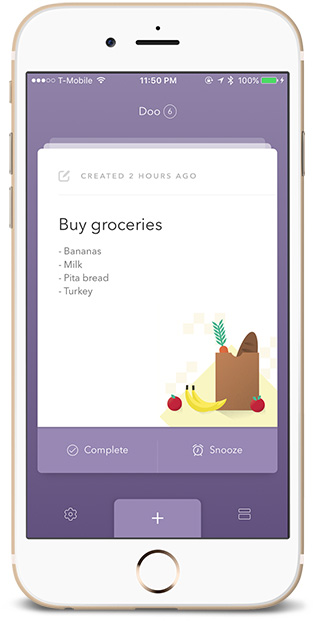 T-Mobile 11:50 PM 100%
Doo 6
CREATED 2 HOURS AGO
Buy groceries
- Bananas
- Milk
- Pita bread
- Turkey
Complete Snooze